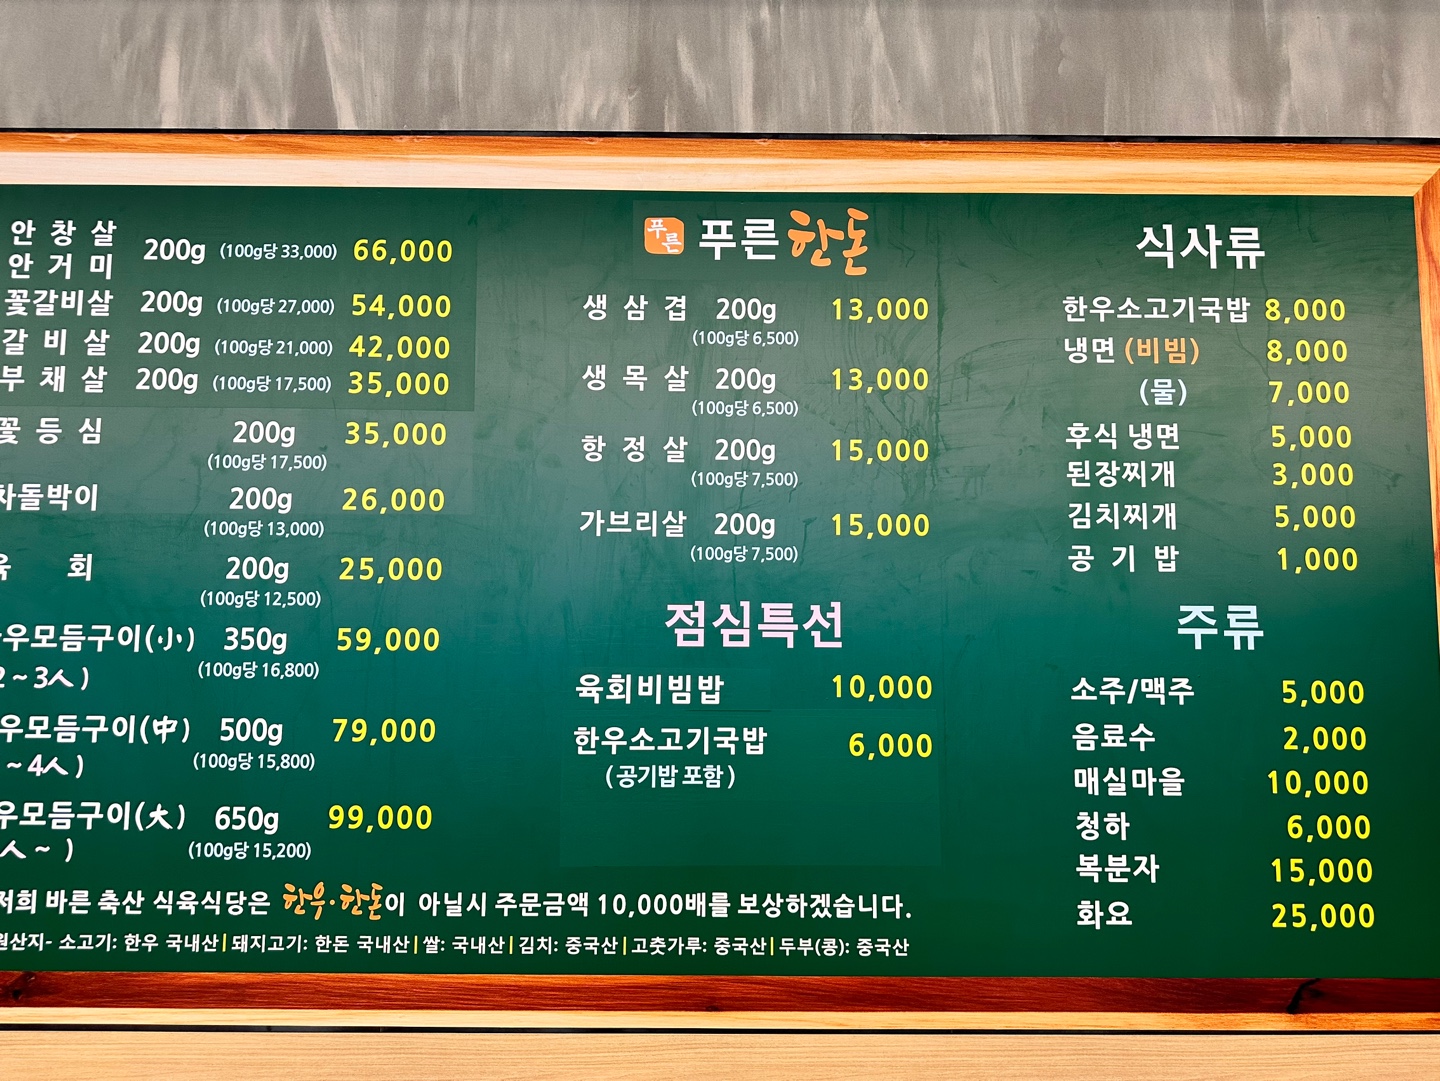 안창살 200g (100g당 33,000) 66,000
안거미
꽃갈비살 200g (100g당 27,000) 54,000
갈비살 200g (100g당 21,000) 42,000
부채살 200g (100g당 17,500) 35,000
꽃등심 200g 35,000
(100g당 17,500)
차돌박이 200g 26,000
(100g당 13,000)
육회 200g 25,000
(100g당 12,500)
우모듬구이(小) 350g 59,000
2~3人) (100g당 16,800)
우모듬구이(中) 500g 79,000
~4人) (100g당 15,800)
우모듬구이(大) 650g 99,000
人~ ) (100g당 15,200)
푸른 푸른한돈
생삼겹 200g 13,000
(100g당 6,500)
생목살 200g 13,000
(100g당 6,500)
항정살 200g 15,000
(100g당 7,500)
가브리살 200g 15,000
(100g당 7,500)
점심특선
육회비빔밥 10,000
한우소고기국밥 6,000
(공기밥 포함)
식사류
한우소고기국밥 8,000
냉면 (비빔) 8,000
(물) 7,000
후식 냉면 5,000
된장찌개 3,000
김치찌개 5,000
공기밥 1,000
주류
소주/맥주 5,000
음료수 2,000
매실마을 10,000
청하 6,000
복분자 15,000
화요 25,000
저희 바른 축산 식육식당은 한우·한돈이 아닐시 주문금액 10,000배를 보상하겠습니다.
원산지- 소고기: 한우 국내산 | 돼지고기: 한돈 국내산 | 쌀: 국내산 | 김치: 중국산 | 고춧가루: 중국산 | 두부(콩): 중국산